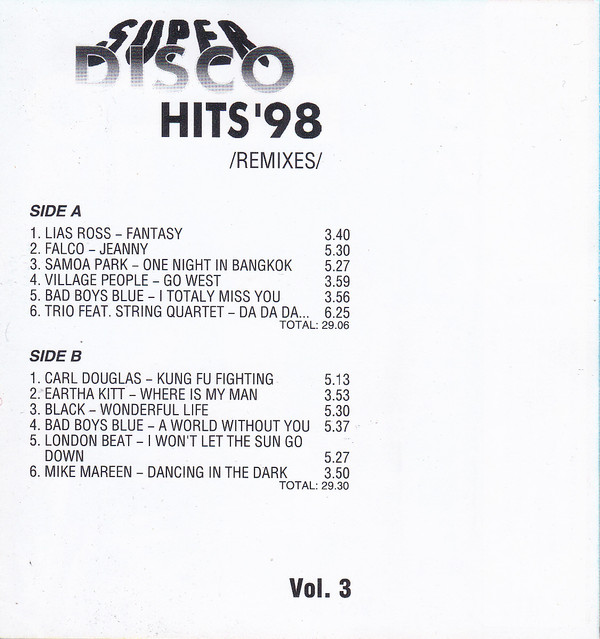 SUPER
DISCO
HITS'98
/REMIXES/
SIDE A
1. LIAS ROSS – FANTASY 3.40
2. FALCO – JEANNY 5.30
3. SAMOA PARK – ONE NIGHT IN BANGKOK 5.27
4. VILLAGE PEOPLE – GO WEST 3.59
5. BAD BOYS BLUE – I TOTALY MISS YOU 3.56
6. TRIO FEAT. STRING QUARTET – DA DA DA... 6.25
TOTAL: 29.06
SIDE B
1. CARL DOUGLAS – KUNG FU FIGHTING 5.13
2. EARTHA KITT – WHERE IS MY MAN 3.53
3. BLACK – WONDERFUL LIFE 5.30
4. BAD BOYS BLUE – A WORLD WITHOUT YOU 5.37
5. LONDON BEAT – I WON'T LET THE SUN GO
DOWN 5.27
6. MIKE MAREEN – DANCING IN THE DARK 3.50
TOTAL: 29.30
Vol. 3